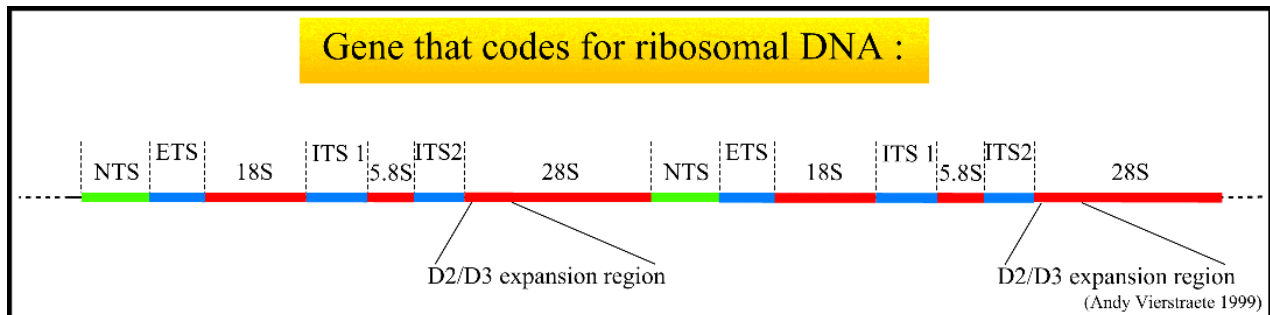 Gene that codes for ribosomal DNA :
NTS ETS 18S ITS 1 5.8S ITS2 28S NTS ETS 18S ITS 1 5.8S ITS2 28S
D2/D3 expansion region D2/D3 expansion region
(Andy Vierstraete 1999)